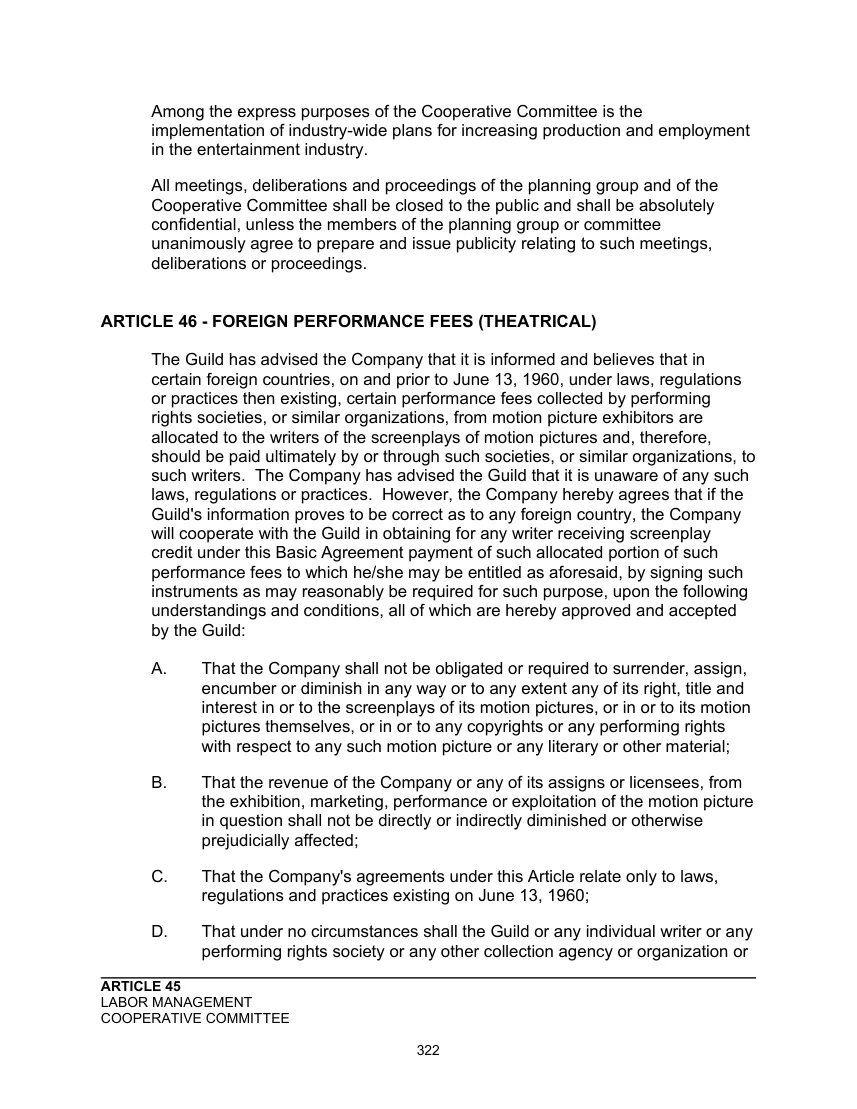 Among the express purposes of the Cooperative Committee is the
implementation of industry-wide plans for increasing production and employment
in the entertainment industry.
All meetings, deliberations and proceedings of the planning group and of the
Cooperative Committee shall be closed to the public and shall be absolutely
confidential, unless the members of the planning group or committee
unanimously agree to prepare and issue publicity relating to such meetings,
deliberations or proceedings.
ARTICLE 46 - FOREIGN PERFORMANCE FEES (THEATRICAL)
The Guild has advised the Company that it is informed and believes that in
certain foreign countries, on and prior to June 13, 1960, under laws, regulations
or practices then existing, certain performance fees collected by performing
rights societies, or similar organizations, from motion picture exhibitors are
allocated to the writers of the screenplays of motion pictures and, therefore,
should be paid ultimately by or through such societies, or similar organizations, to
such writers.  The Company has advised the Guild that it is unaware of any such
laws, regulations or practices.  However, the Company hereby agrees that if the
Guild's information proves to be correct as to any foreign country, the Company
will cooperate with the Guild in obtaining for any writer receiving screenplay
credit under this Basic Agreement payment of such allocated portion of such
performance fees to which he/she may be entitled as aforesaid, by signing such
instruments as may reasonably be required for such purpose, upon the following
understandings and conditions, all of which are hereby approved and accepted
by the Guild:
A. That the Company shall not be obligated or required to surrender, assign,
encumber or diminish in any way or to any extent any of its right, title and
interest in or to the screenplays of its motion pictures, or in or to its motion
pictures themselves, or in or to any copyrights or any performing rights
with respect to any such motion picture or any literary or other material;
B. That the revenue of the Company or any of its assigns or licensees, from
the exhibition, marketing, performance or exploitation of the motion picture
in question shall not be directly or indirectly diminished or otherwise
prejudicially affected;
C. That the Company's agreements under this Article relate only to laws,
regulations and practices existing on June 13, 1960;
D. That under no circumstances shall the Guild or any individual writer or any
performing rights society or any other collection agency or organization or
ARTICLE 45
LABOR MANAGEMENT
COOPERATIVE COMMITTEE
322